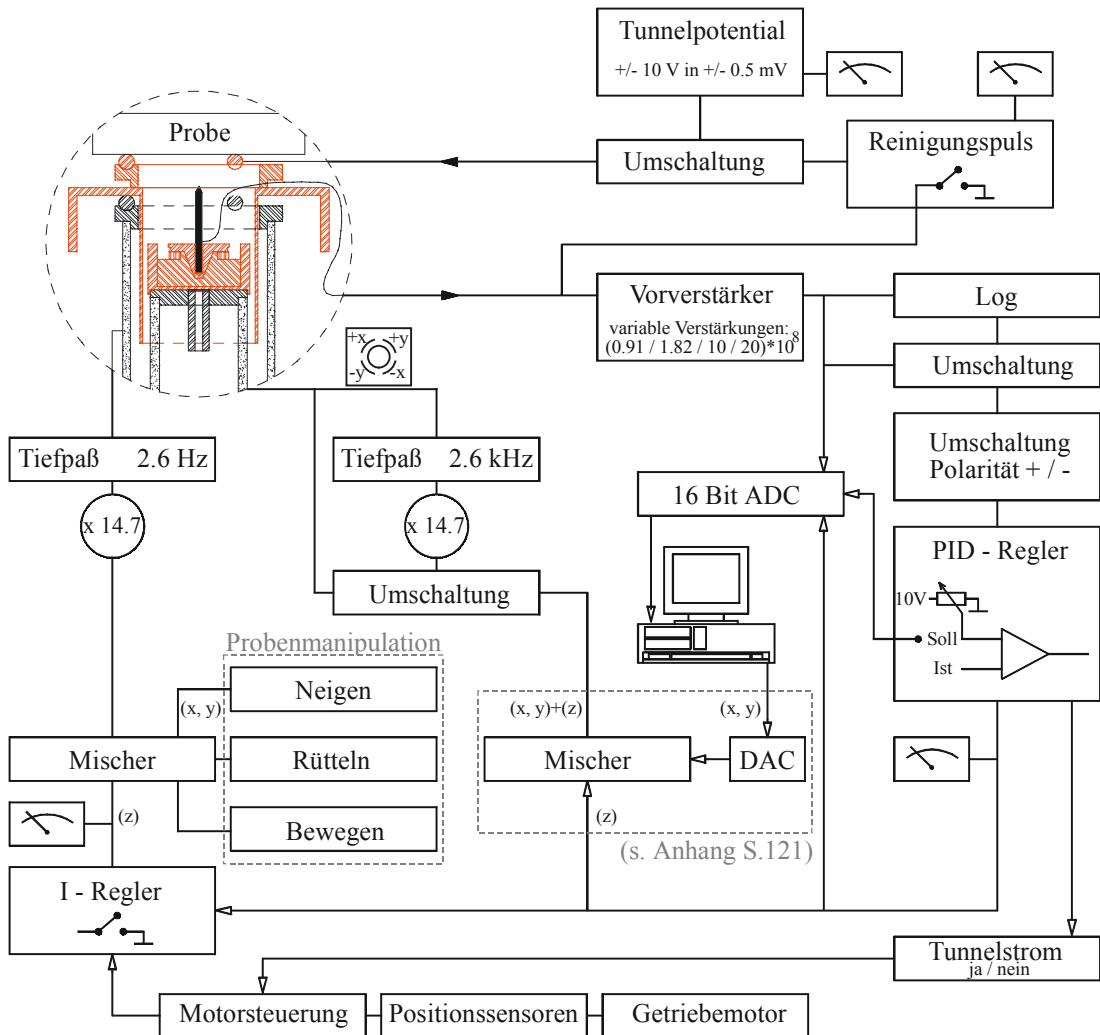 Tunnelpotential
+/- 10 V in +/- 0.5 mV
Probe
Umschaltung
Reinigungspuls
Vorverstärker
variable Verstärkungen:
(0.91 / 1.82 / 10 / 20)*10^8
Log
+x +y
-y -x
Umschaltung
Tiefpaß 2.6 Hz
Tiefpaß 2.6 kHz
Umschaltung
Polarität + / -
16 Bit ADC
x 14.7
x 14.7
PID - Regler
10V
Soll
Ist
Umschaltung
Probenmanipulation
Neigen
(x, y)
(x, y)+(z)
(x, y)
Mischer
Rütteln
Mischer
DAC
(z)
(z)
Bewegen
(s. Anhang S.121)
I - Regler
Tunnelstrom
ja / nein
Motorsteuerung
Positionssensoren
Getriebemotor